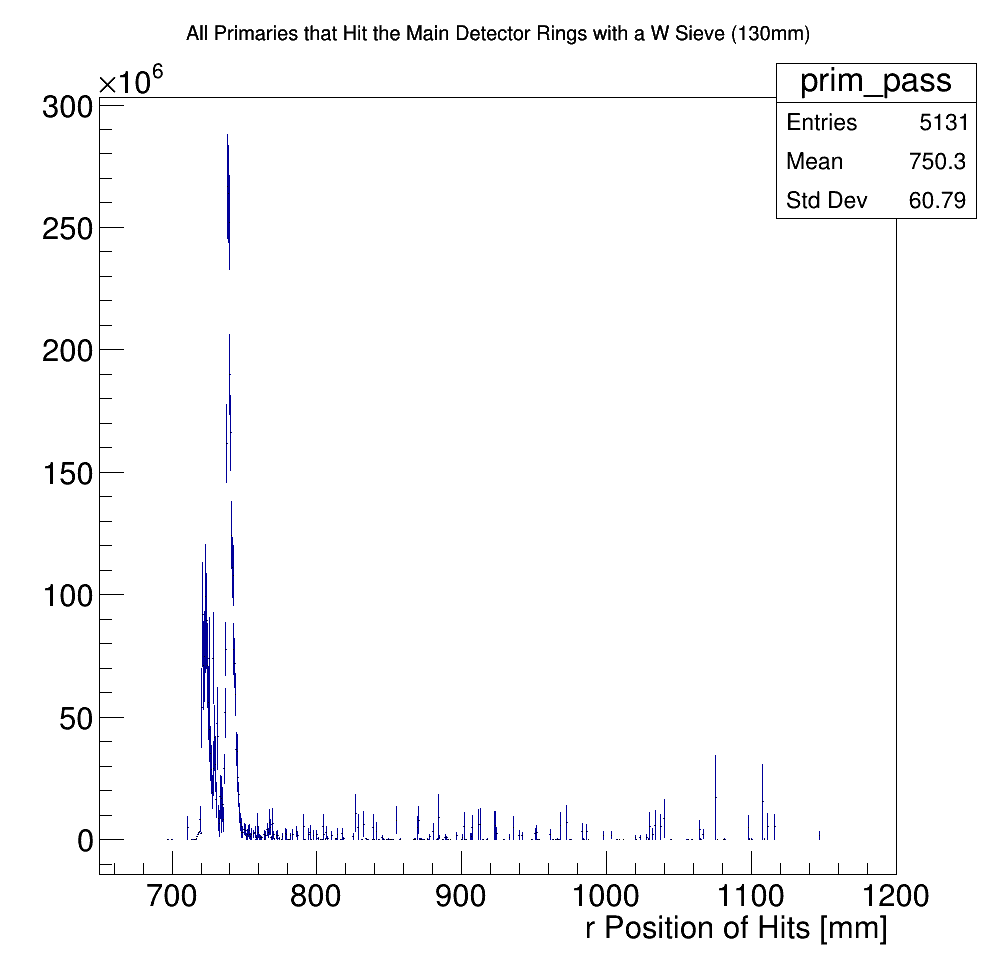 All Primaries that Hit the Main Detector Rings with a W Sieve (130mm)
×10⁶
prim_pass
Entries 5131
Mean 750.3
Std Dev 60.79
300
250
200
150
100
50
0
700 800 900 1000 1100 1200
r Position of Hits [mm]